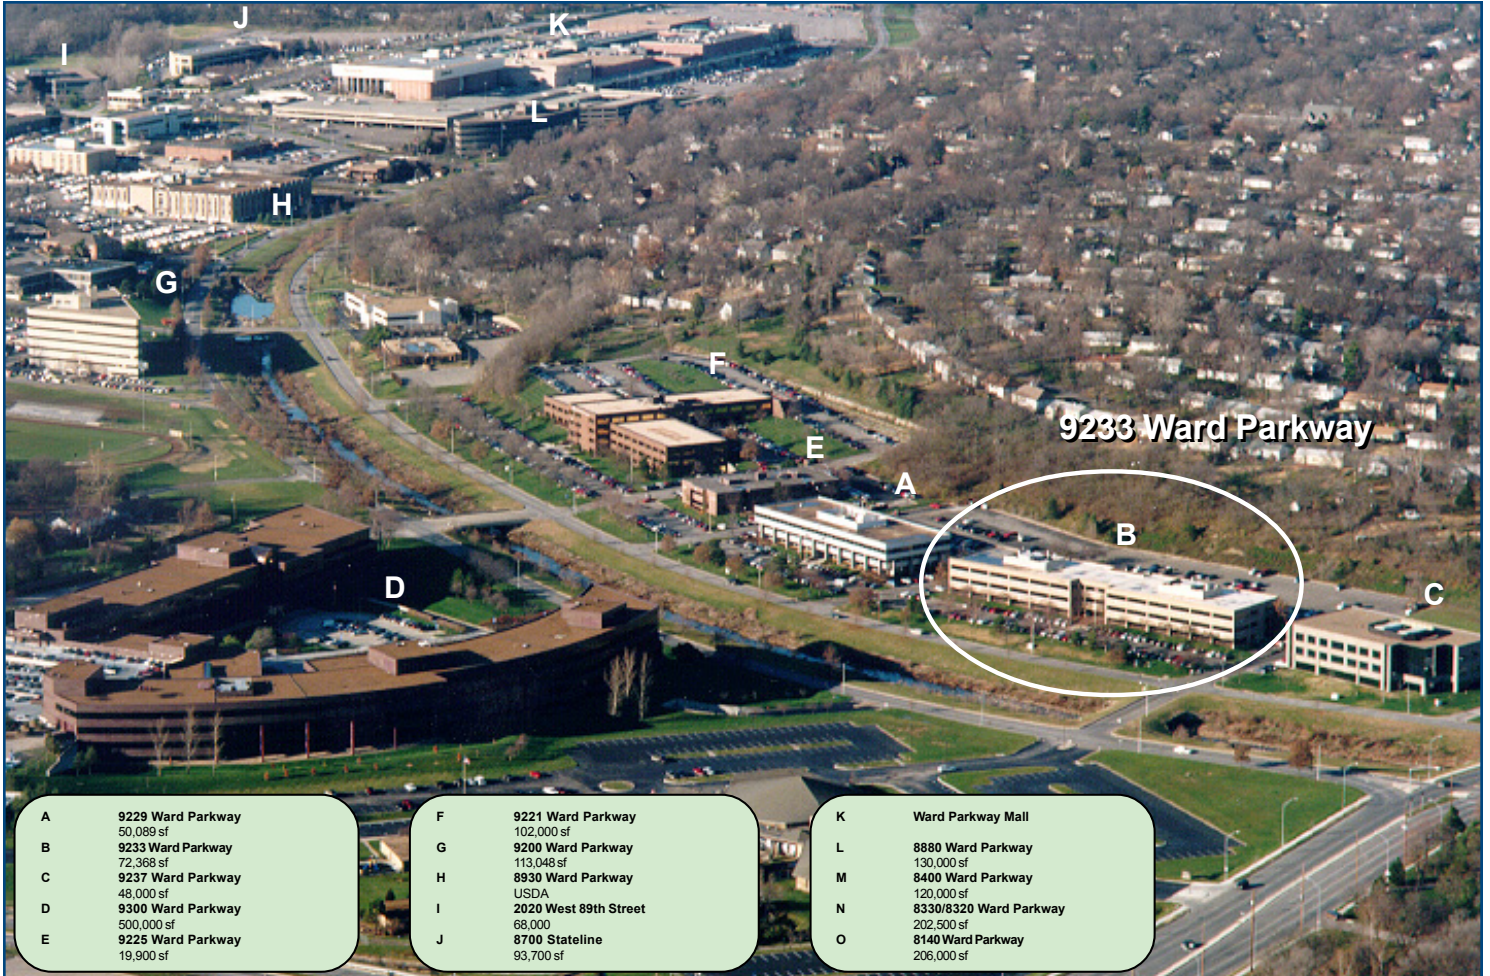 J
K
I
L
H
G
F
9233 Ward Parkway
E
A
B
D
C
A 9229 Ward Parkway
50,089 sf
B 9233 Ward Parkway
72,368 sf
C 9237 Ward Parkway
48,000 sf
D 9300 Ward Parkway
500,000 sf
E 9225 Ward Parkway
19,900 sf
F 9221 Ward Parkway
102,000 sf
G 9200 Ward Parkway
113,048 sf
H 8930 Ward Parkway
USDA
I 2020 West 89th Street
68,000
J 8700 Stateline
93,700 sf
K Ward Parkway Mall
L 8880 Ward Parkway
130,000 sf
M 8400 Ward Parkway
120,000 sf
N 8330/8320 Ward Parkway
202,500 sf
O 8140 Ward Parkway
206,000 sf